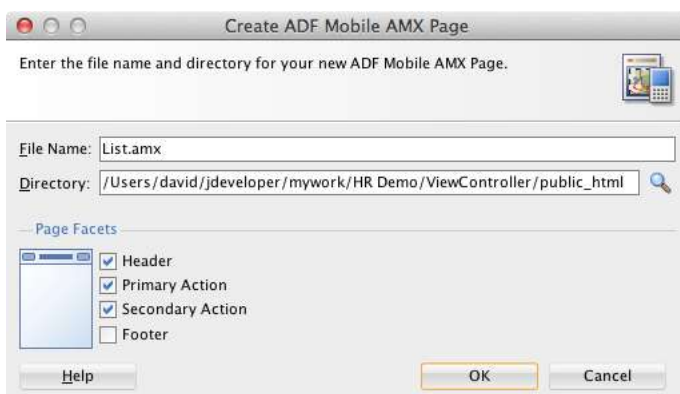 Create ADF Mobile AMX Page
Enter the file name and directory for your new ADF Mobile AMX Page.
File Name: List.amx
Directory: /Users/david/jdeveloper/mywork/HR Demo/ViewController/public_html
Page Facets
Header
Primary Action
Secondary Action
Footer
Help OK Cancel